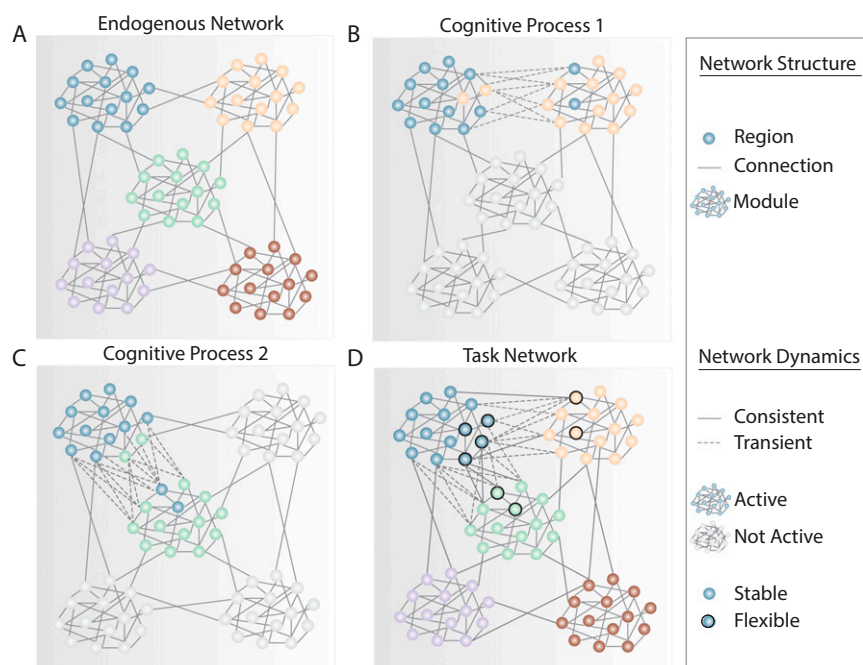 A
Endogenous Network
B
Cognitive Process 1
C
Cognitive Process 2
D
Task Network
Network Structure
Region
Connection
Module
Network Dynamics
Consistent
Transient
Active
Not Active
Stable
Flexible